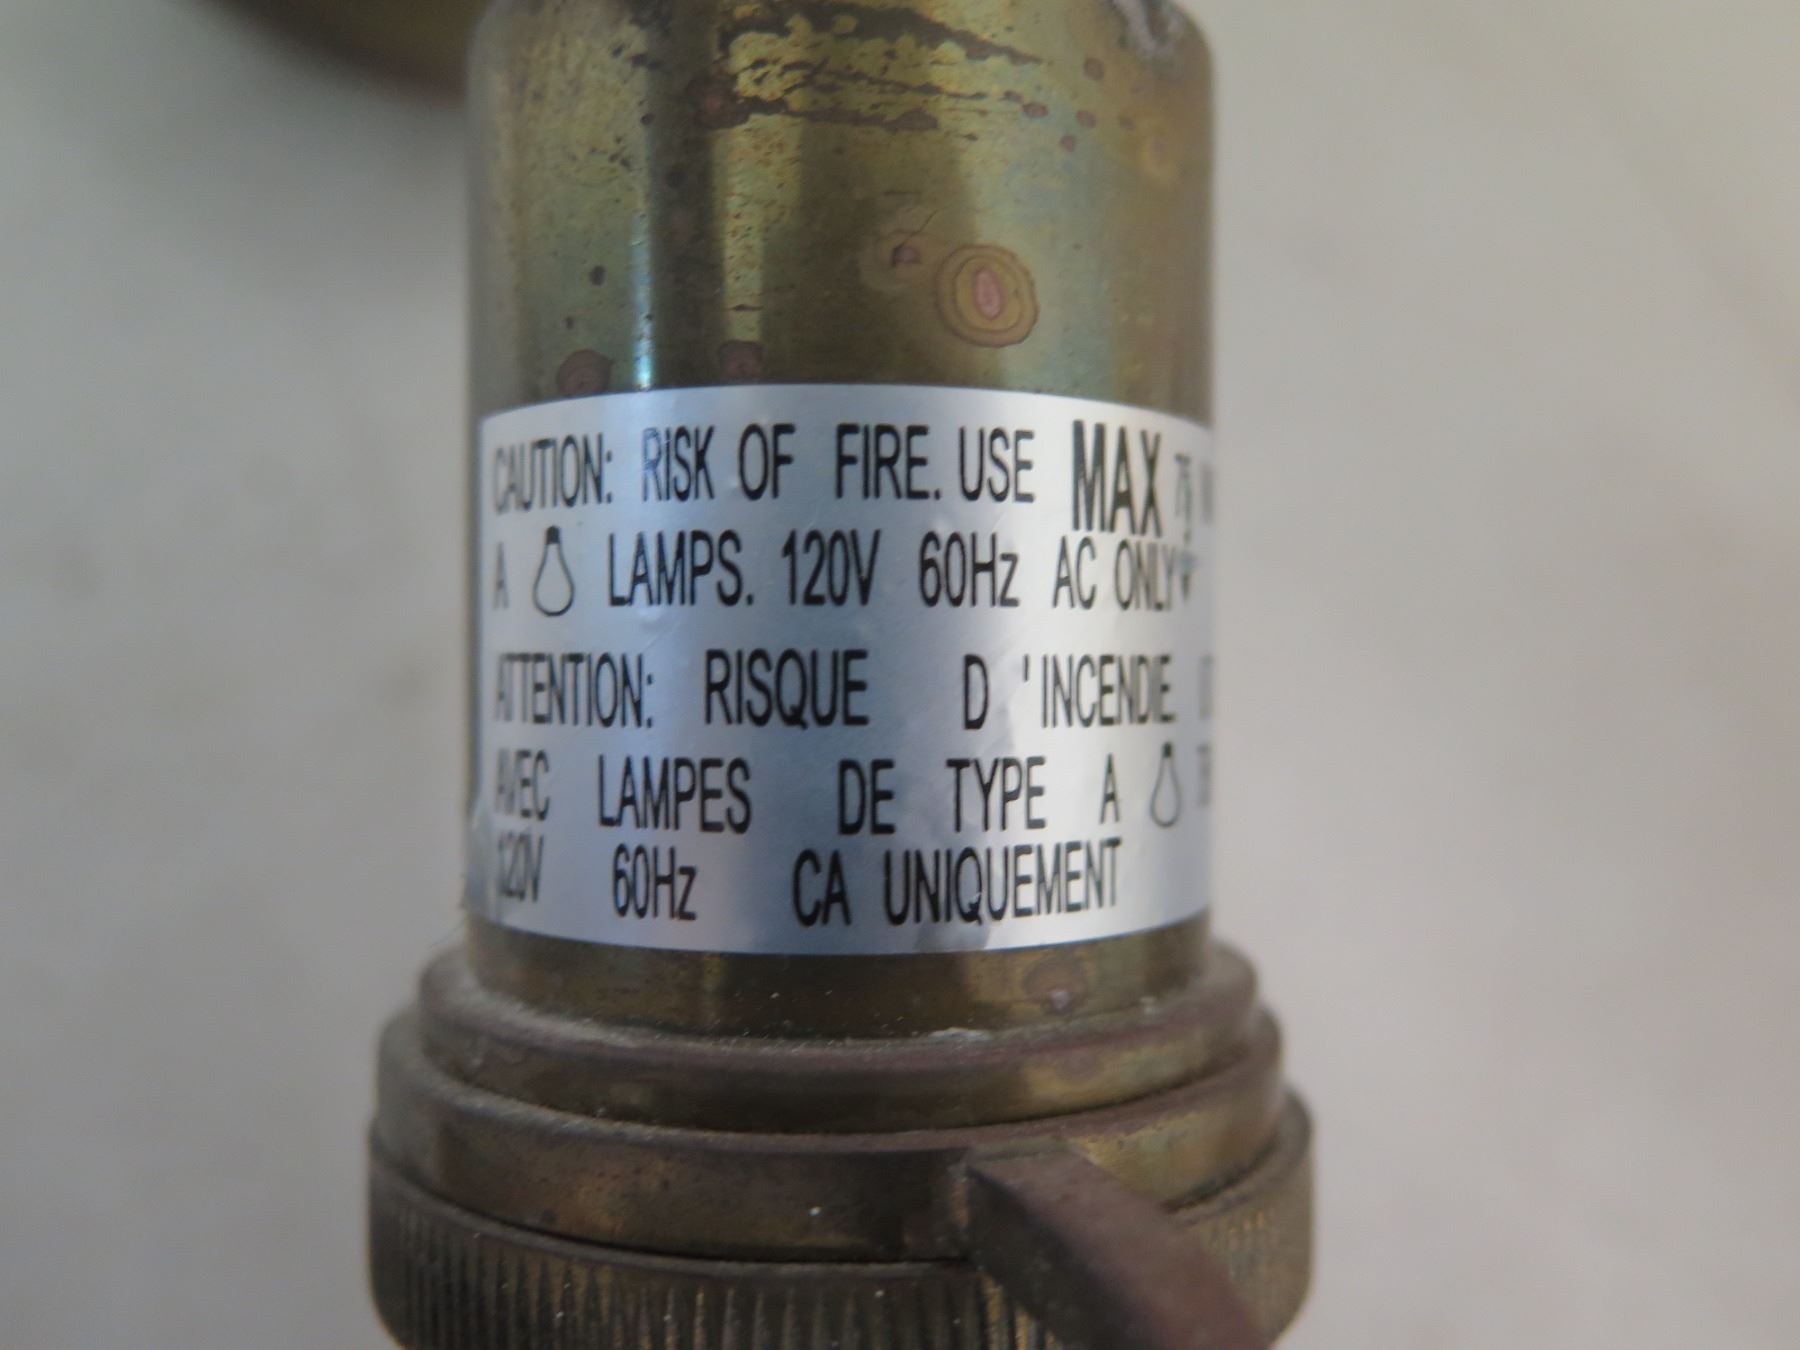 CAUTION: RISK OF FIRE. USE MAX
A LAMPS. 120V 60Hz AC ONLY
ATTENTION: RISQUE D 'INCENDIE
AVEC LAMPES DE TYPE A
120V 60Hz CA UNIQUEMENT